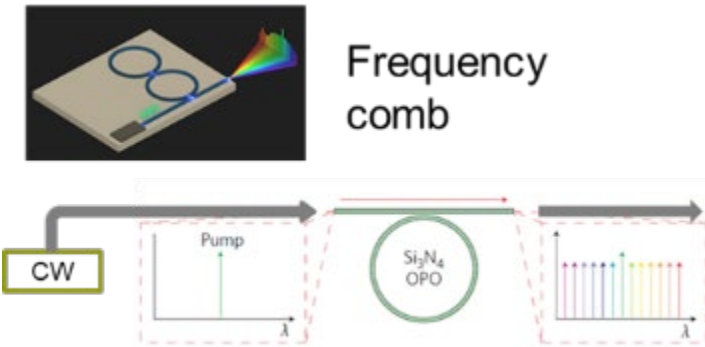 Frequency
comb
CW
Pump
λ
Si₃N₄
OPO
λ